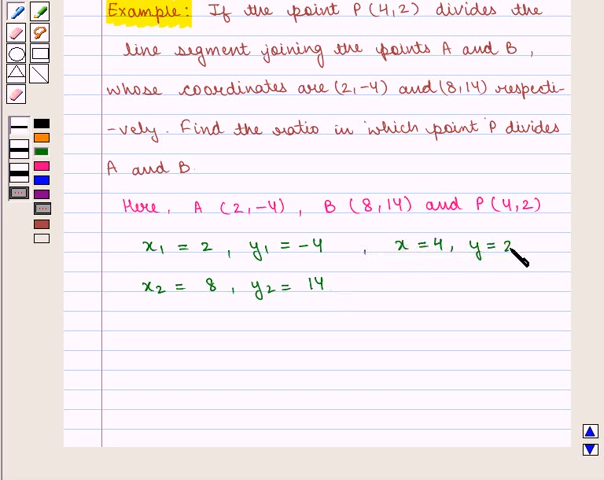 Example: If the point P(4,2) divides the
line segment joining the points A and B,
whose coordinates are (2,-4) and (8,14) respecti-
-vely. Find the ratio in which point P divides
A and B.
Here, A (2,-4), B (8,14) and P(4,2)
x₁ = 2, y₁ = -4 , x = 4, y = 2
x₂ = 8, y₂ = 14